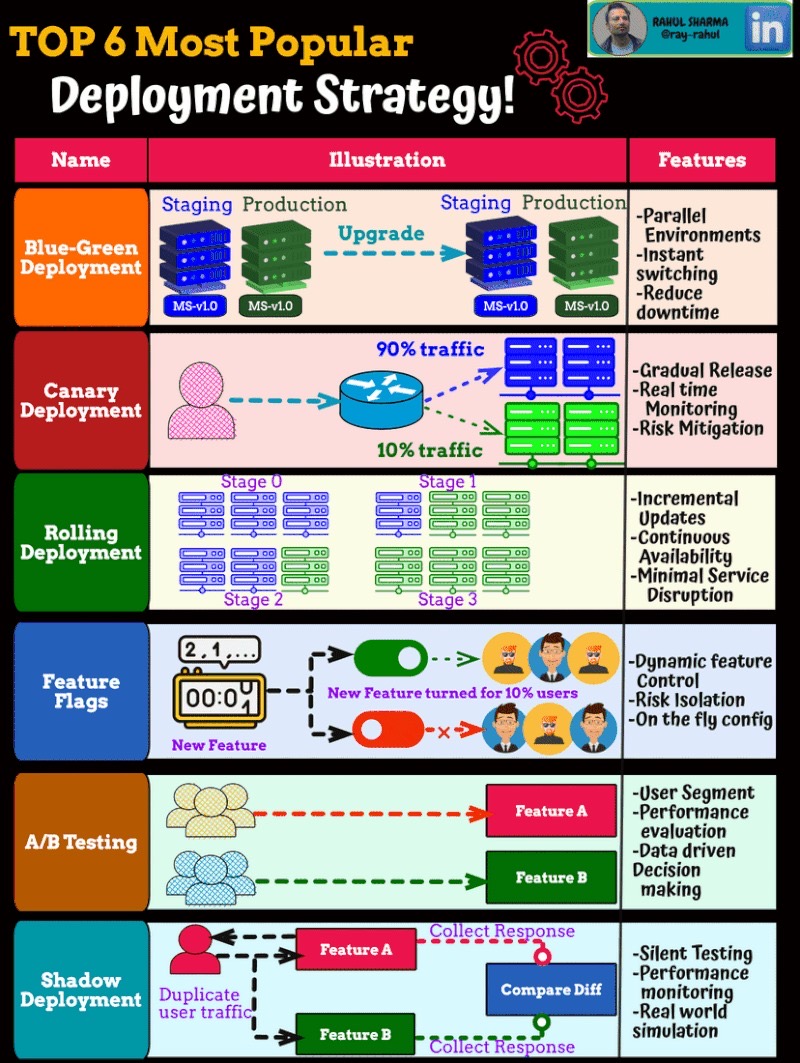 TOP 6 Most Popular
Deployment Strategy!
RAHUL SHARMA
@ray-rahul
in
Name
Illustration
Features
Blue-Green
Deployment
Staging
Production
MS-v1.0
MS-v1.0
Upgrade
Staging
Production
MS-v1.0
MS-v1.0
-Parallel
Environments
-Instant
switching
-Reduce
downtime
Canary
Deployment
90% traffic
10% traffic
-Gradual Release
-Real time
Monitoring
-Risk Mitigation
Rolling
Deployment
Stage 0
Stage 1
Stage 2
Stage 3
-Incremental
Updates
-Continuous
Availability
-Minimal Service
Disruption
Feature
Flags
2,1,...
New Feature
New Feature turned for 10% users
-Dynamic feature
Control
-Risk Isolation
-On the fly config
A/B Testing
Feature A
Feature B
-User Segment
-Performance
evaluation
-Data driven
Decision
making
Shadow
Deployment
Duplicate
user traffic
Feature A
Feature B
Collect Response
Compare Diff
Collect Response
-Silent Testing
-Performance
monitoring
-Real world
simulation